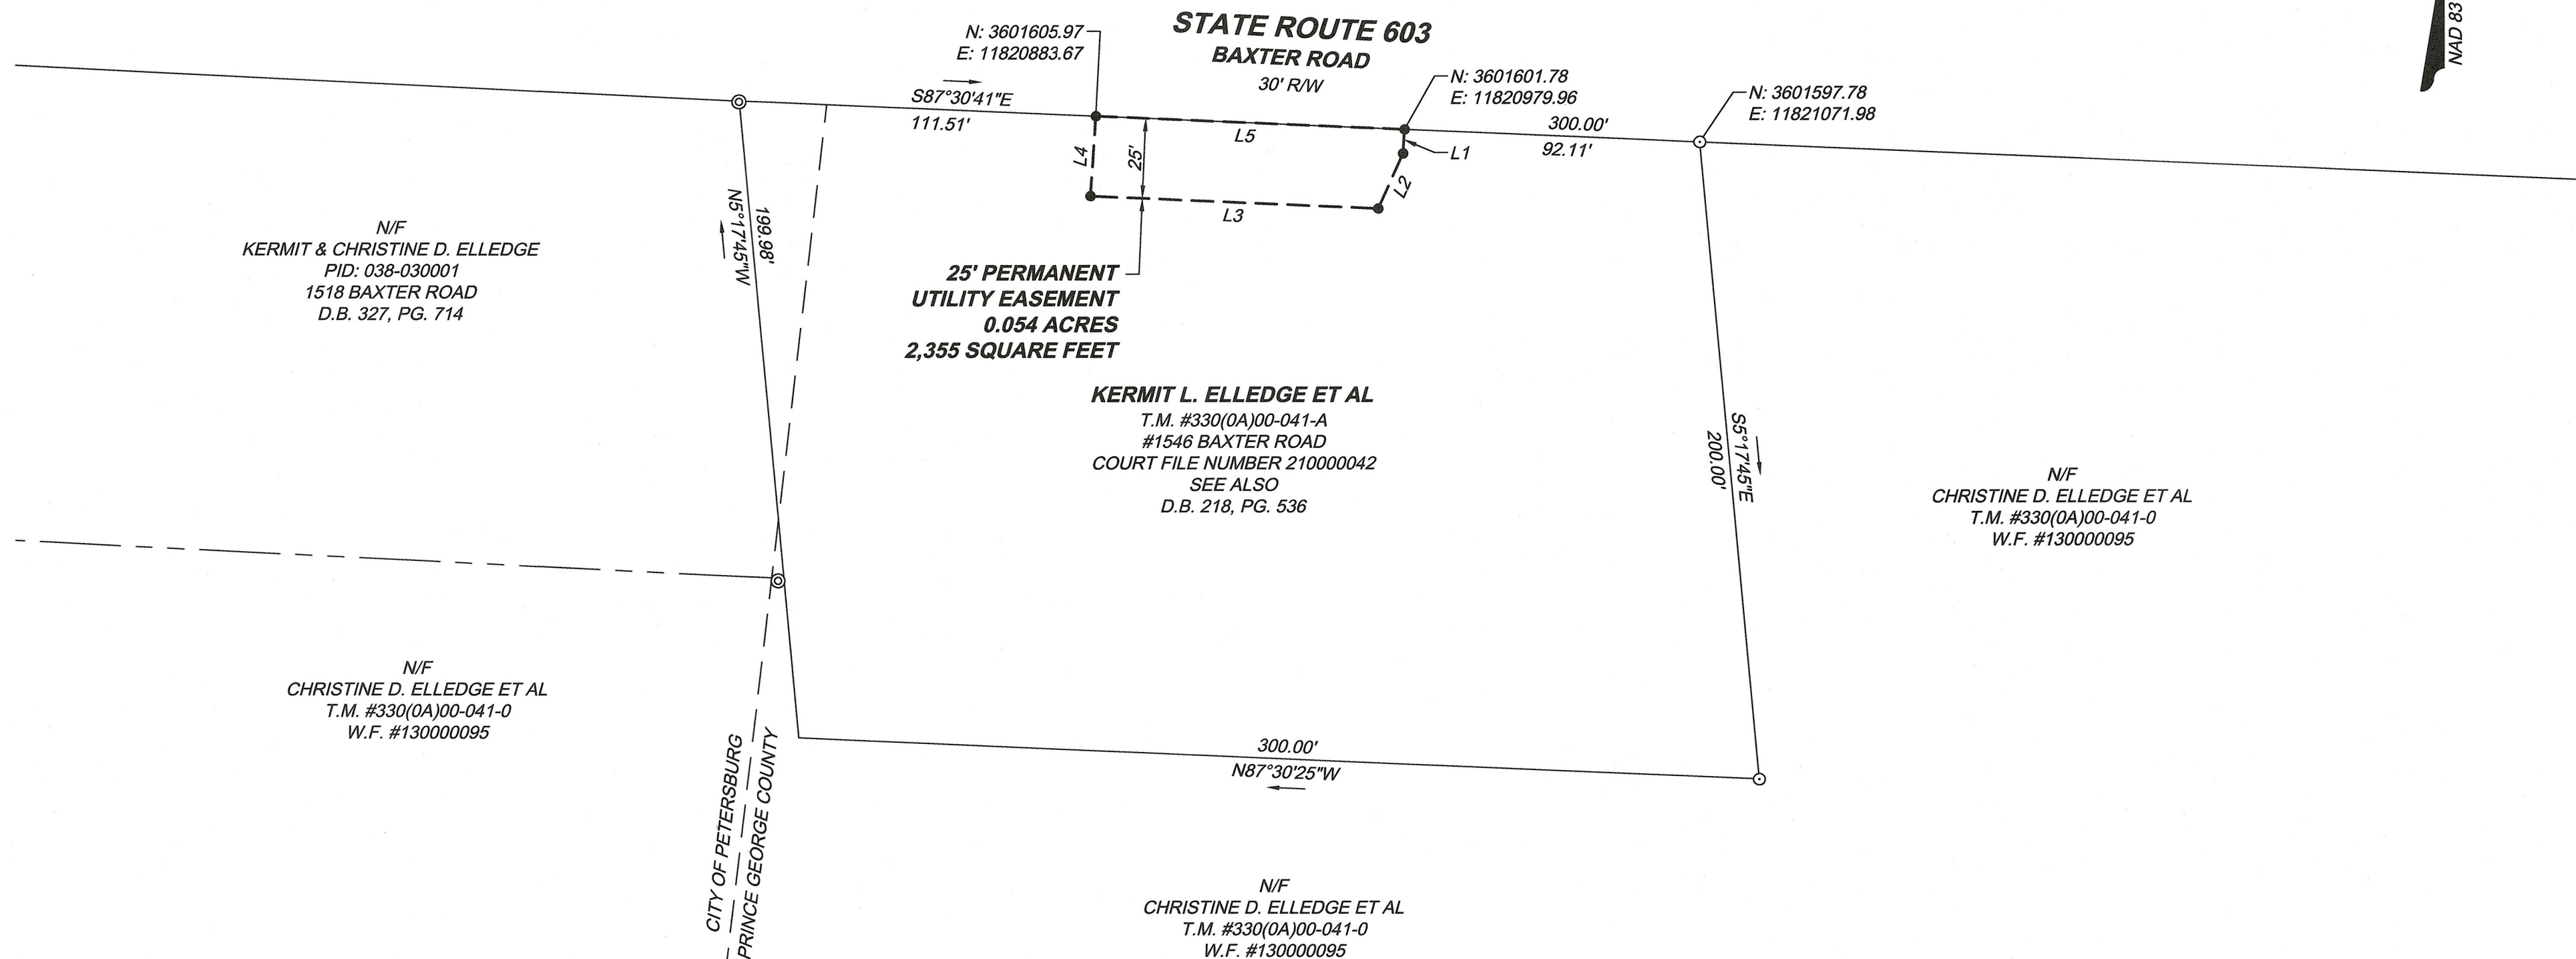 STATE ROUTE 603
BAXTER ROAD
30' R/W
NAD 83
N: 3601605.97
E: 11820883.67
N: 3601601.78
E: 11820979.96
N: 3601597.78
E: 11821071.98
S87°30'41"E
111.51'
L5
300.00'
92.11'
L1
L2
L3
L4
25'
199.98'
N5°17'45"W
N/F
KERMIT & CHRISTINE D. ELLEDGE
PID: 038-030001
1518 BAXTER ROAD
D.B. 327, PG. 714
25' PERMANENT
UTILITY EASEMENT
0.054 ACRES
2,355 SQUARE FEET
KERMIT L. ELLEDGE ET AL
T.M. #330(0A)00-041-A
#1546 BAXTER ROAD
COURT FILE NUMBER 210000042
SEE ALSO
D.B. 218, PG. 536
S5°17'45"E
200.00'
N/F
CHRISTINE D. ELLEDGE ET AL
T.M. #330(0A)00-041-0
W.F. #130000095
N/F
CHRISTINE D. ELLEDGE ET AL
T.M. #330(0A)00-041-0
W.F. #130000095
CITY OF PETERSBURG
PRINCE GEORGE COUNTY
300.00'
N87°30'25"W
N/F
CHRISTINE D. ELLEDGE ET AL
T.M. #330(0A)00-041-0
W.F. #130000095